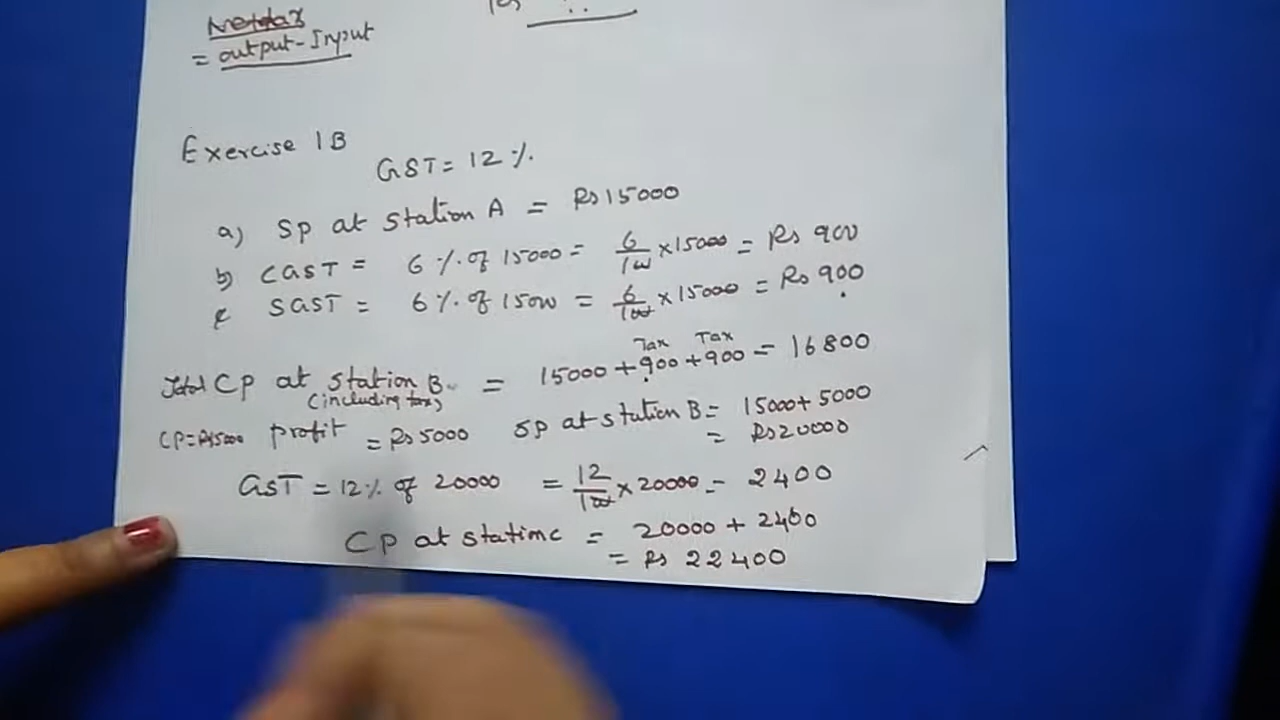 Net tax
= output - Input
Exercise 1B
GST = 12 %.
a) SP at station A = Rs 15000
b) CGST = 6 %. of 15000 = 6/100 × 15000 = Rs 900
SGST = 6 %. of 15000 = 6/100 × 15000 = Rs 900
Tax Tax
Total CP at station B = 15000 + 900 + 900 = 16800
(including tax)
CP = Rs15000 profit = Rs 5000 SP at station B = 15000 + 5000
= Rs 20000
GST = 12 %. of 20000 = 12/100 × 20000 = 2400
CP at station C = 20000 + 2400
= Rs 22400